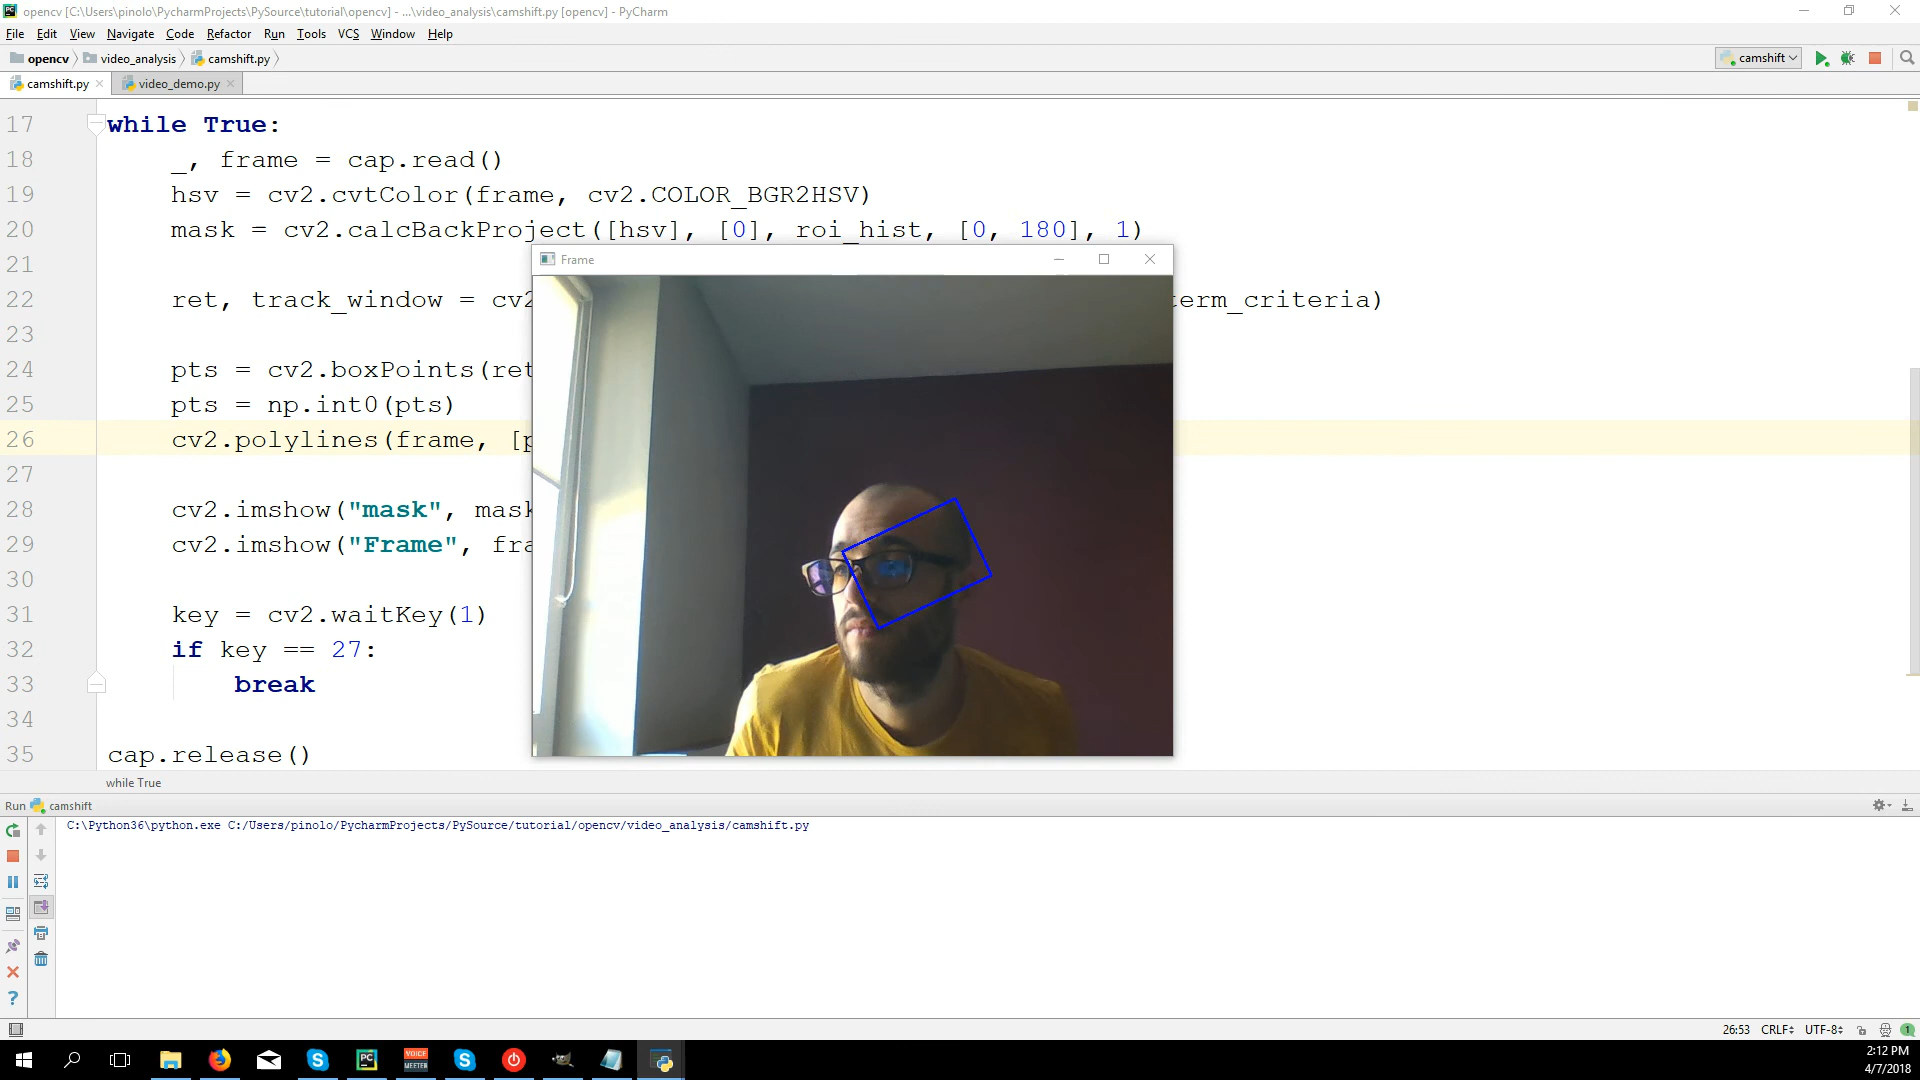 opencv [C:\Users\pinolo\PycharmProjects\PySource\tutorial\opencv] - ...\video_analysis\camshift.py [opencv] - PyCharm
File Edit View Navigate Code Refactor Run Tools VCS Window Help
opencv video_analysis camshift.py camshift
camshift.py video_demo.py
17 while True:
18 _, frame = cap.read()
19 hsv = cv2.cvtColor(frame, cv2.COLOR_BGR2HSV)
20 mask = cv2.calcBackProject([hsv], [0], roi_hist, [0, 180], 1)
Frame
21
22 ret, track_window = cv2 term_criteria)
23
24 pts = cv2.boxPoints(ret
25 pts = np.int0(pts)
26 cv2.polylines(frame, [p
27
28 cv2.imshow("mask", mask
29 cv2.imshow("Frame", fra
30
31 key = cv2.waitKey(1)
32 if key == 27:
33 break
34
35 cap.release()
while True
Run camshift
C:\Python36\python.exe C:/Users/pinolo/PycharmProjects/PySource/tutorial/opencv/video_analysis/camshift.py
26:53 CRLF UTF-8 1
PC VOICE MEETER
2:12 PM
4/7/2018